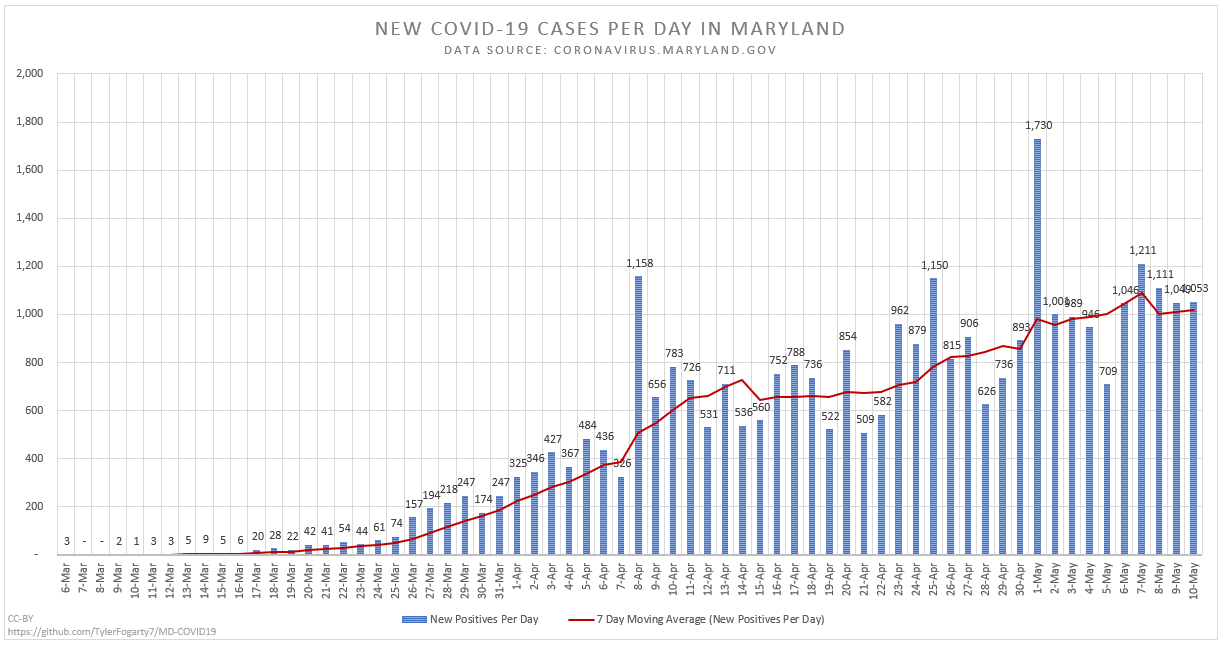 NEW COVID-19 CASES PER DAY IN MARYLAND
DATA SOURCE: CORONAVIRUS.MARYLAND.GOV
2,000
1,800
1,600
1,400
1,200
1,000
800
600
400
200
-
3 - - 2 1 3 3 5 9 5 6 20 28 22 42 41 54 44 61 74 157 194 218 247 174 247 325 346 427 367 484 436 326 1,158 656 783 726 531 711 536 560 752 788 736 522 854 509 582 962 879 1,150 815 906 626 736 893 1,730 1,001 989 946 709 1,046 1,211 1,111 1,049 1,053
6-Mar 7-Mar 8-Mar 9-Mar 10-Mar 11-Mar 12-Mar 13-Mar 14-Mar 15-Mar 16-Mar 17-Mar 18-Mar 19-Mar 20-Mar 21-Mar 22-Mar 23-Mar 24-Mar 25-Mar 26-Mar 27-Mar 28-Mar 29-Mar 30-Mar 31-Mar 1-Apr 2-Apr 3-Apr 4-Apr 5-Apr 6-Apr 7-Apr 8-Apr 9-Apr 10-Apr 11-Apr 12-Apr 13-Apr 14-Apr 15-Apr 16-Apr 17-Apr 18-Apr 19-Apr 20-Apr 21-Apr 22-Apr 23-Apr 24-Apr 25-Apr 26-Apr 27-Apr 28-Apr 29-Apr 30-Apr 1-May 2-May 3-May 4-May 5-May 6-May 7-May 8-May 9-May 10-May
New Positives Per Day 7 Day Moving Average (New Positives Per Day)
CC-BY
https://github.com/TylerFogarty7/MD-COVID19